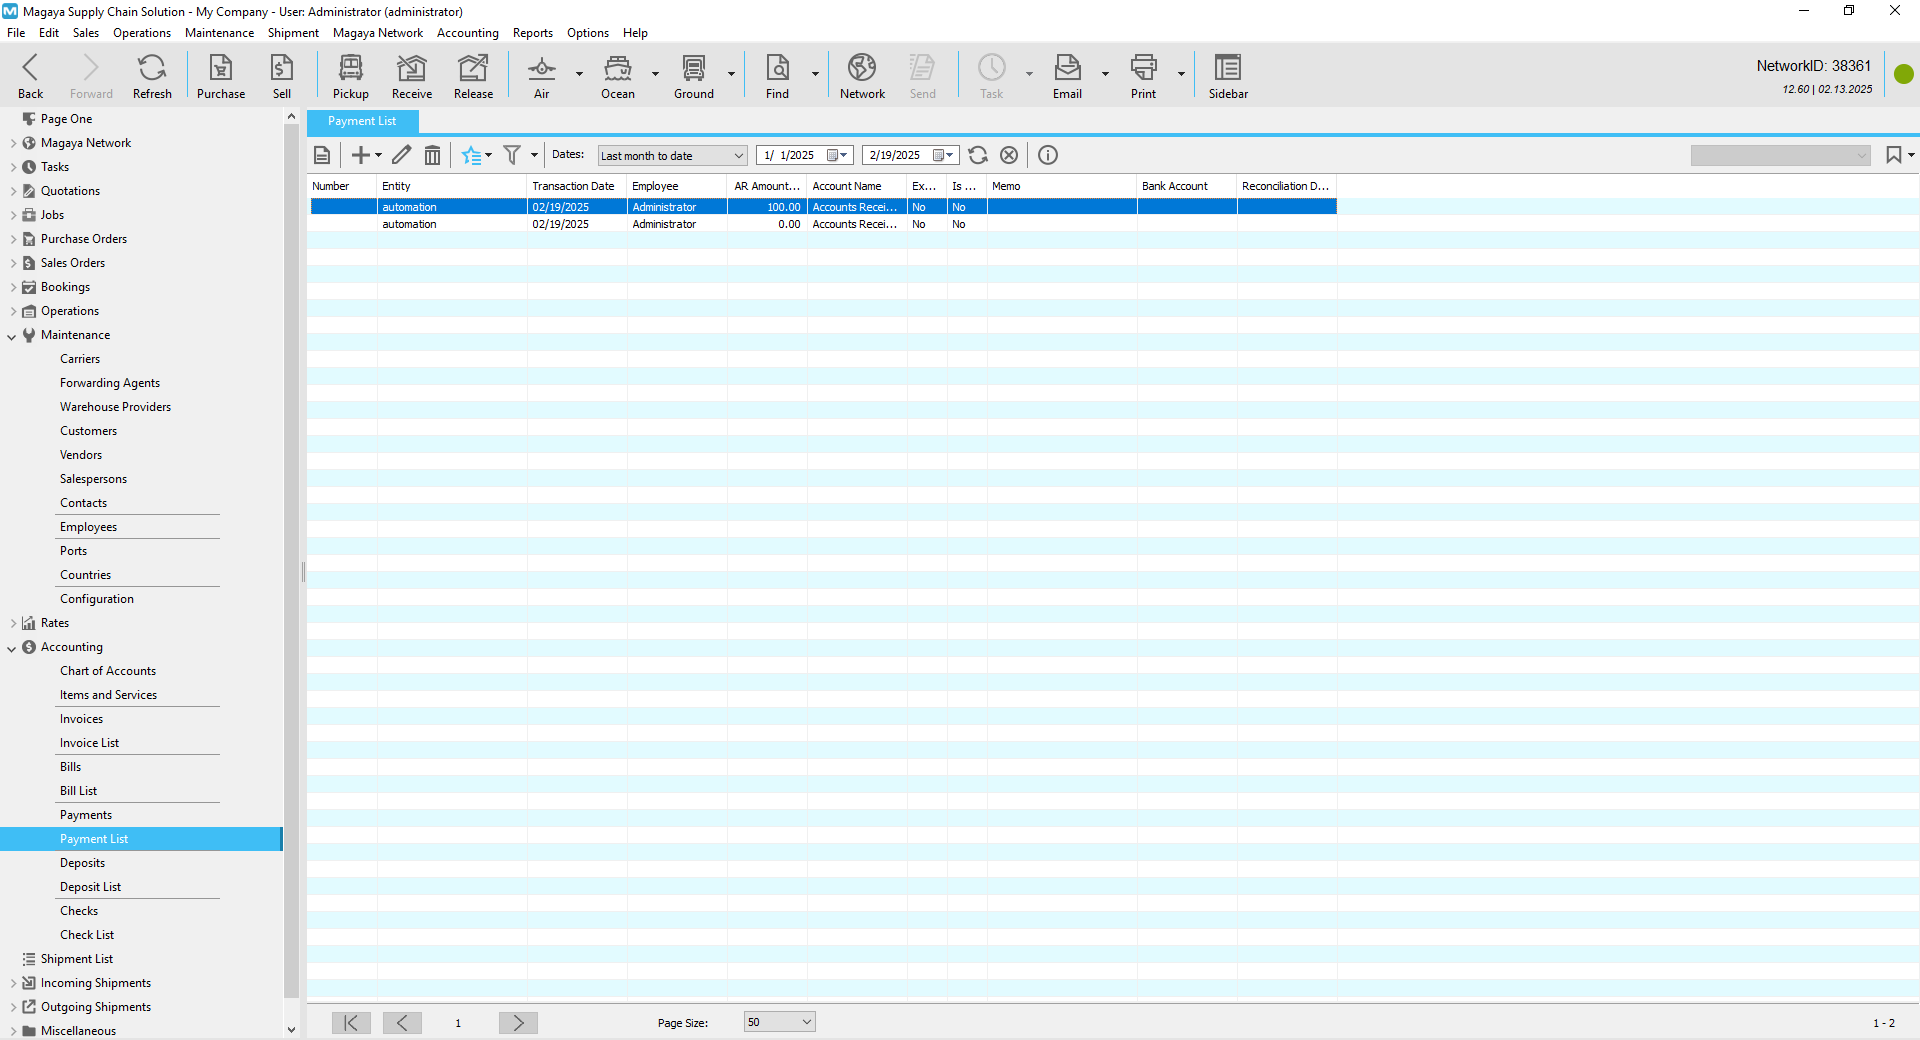 Magaya Supply Chain Solution - My Company - User: Administrator (administrator)
File Edit Sales Operations Maintenance Shipment Magaya Network Accounting Reports Options Help
Back Forward Refresh Purchase Sell Pickup Receive Release Air Ocean Ground Find Network Send Task Email Print Sidebar
NetworkID: 38361
12.60 | 02.13.2025
Page One
Magaya Network
Tasks
Quotations
Jobs
Purchase Orders
Sales Orders
Bookings
Operations
Maintenance
Carriers
Forwarding Agents
Warehouse Providers
Customers
Vendors
Salespersons
Contacts
Employees
Ports
Countries
Configuration
Rates
Accounting
Chart of Accounts
Items and Services
Invoices
Invoice List
Bills
Bill List
Payments
Payment List
Deposits
Deposit List
Checks
Check List
Shipment List
Incoming Shipments
Outgoing Shipments
Miscellaneous
Payment List
Dates: Last month to date 1/ 1/2025 2/19/2025
Number Entity Transaction Date Employee AR Amount... Account Name Ex... Is ... Memo Bank Account Reconciliation D...
automation 02/19/2025 Administrator 100.00 Accounts Recei... No No
automation 02/19/2025 Administrator 0.00 Accounts Recei... No No
1 Page Size: 50 1 - 2